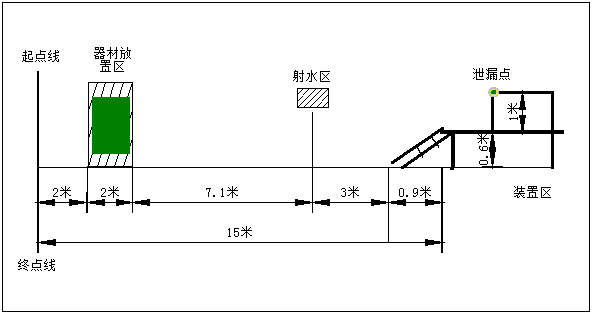 起点线
器材放
置区
射水区
泄漏点
1米
0.6米
2米
2米
7.1米
3米
0.9米
装置区
15米
终点线